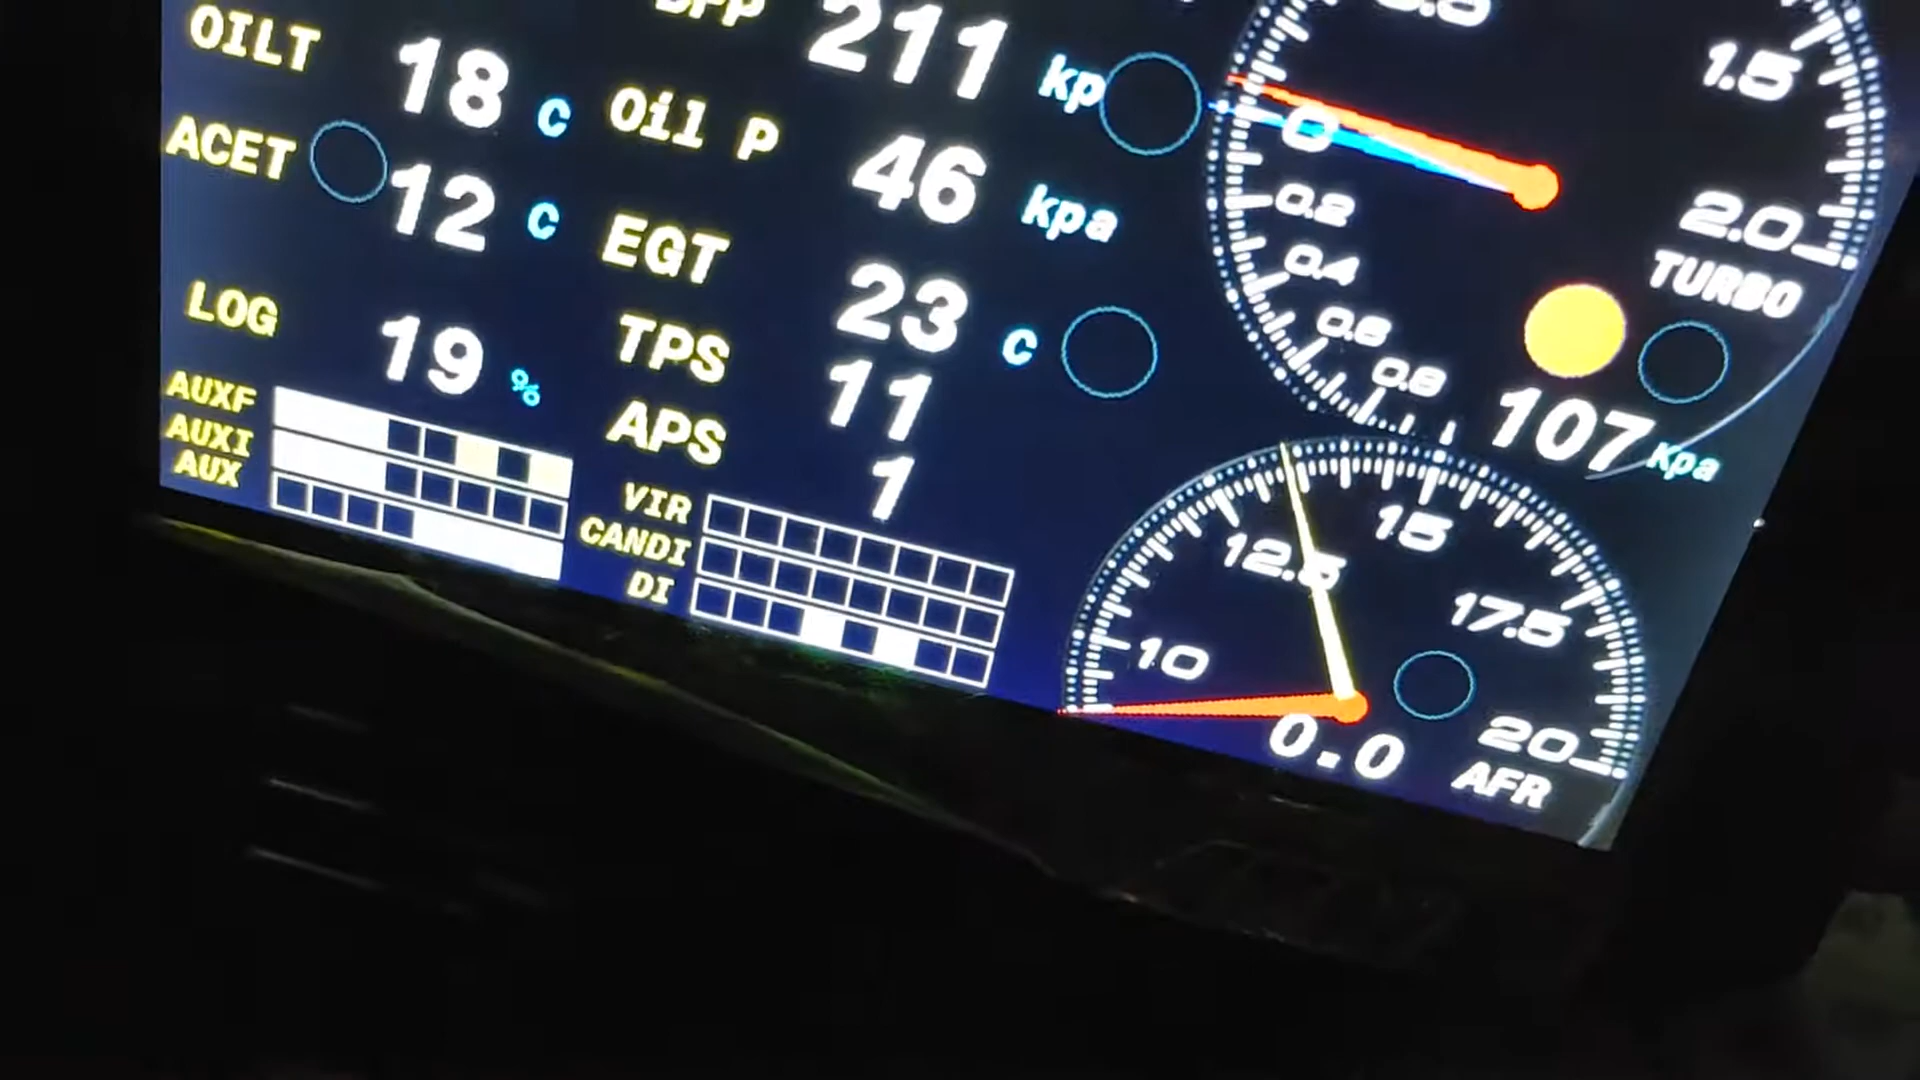 OILT 18 C
ACET 12 C
LOG 19 %
AUXF
AUXI
AUX
211 kp
Oil P 46 kpa
EGT 23 C
TPS 11
APS 1
VIR
CANDI
DI
0
0.2
0.4
0.6
0.8
1.5
2.0
TURBO
107 Kpa
10
12.5
15
17.5
20
0.0
AFR